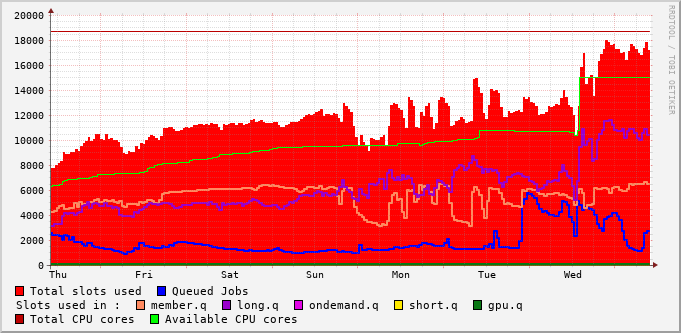 RRDTOOL / TOBI OETIKER
20000
18000
16000
14000
12000
10000
8000
6000
4000
2000
0
Thu Fri Sat Sun Mon Tue Wed
Total slots used Queued Jobs
Slots used in : member.q long.q ondemand.q short.q gpu.q
Total CPU cores Available CPU cores